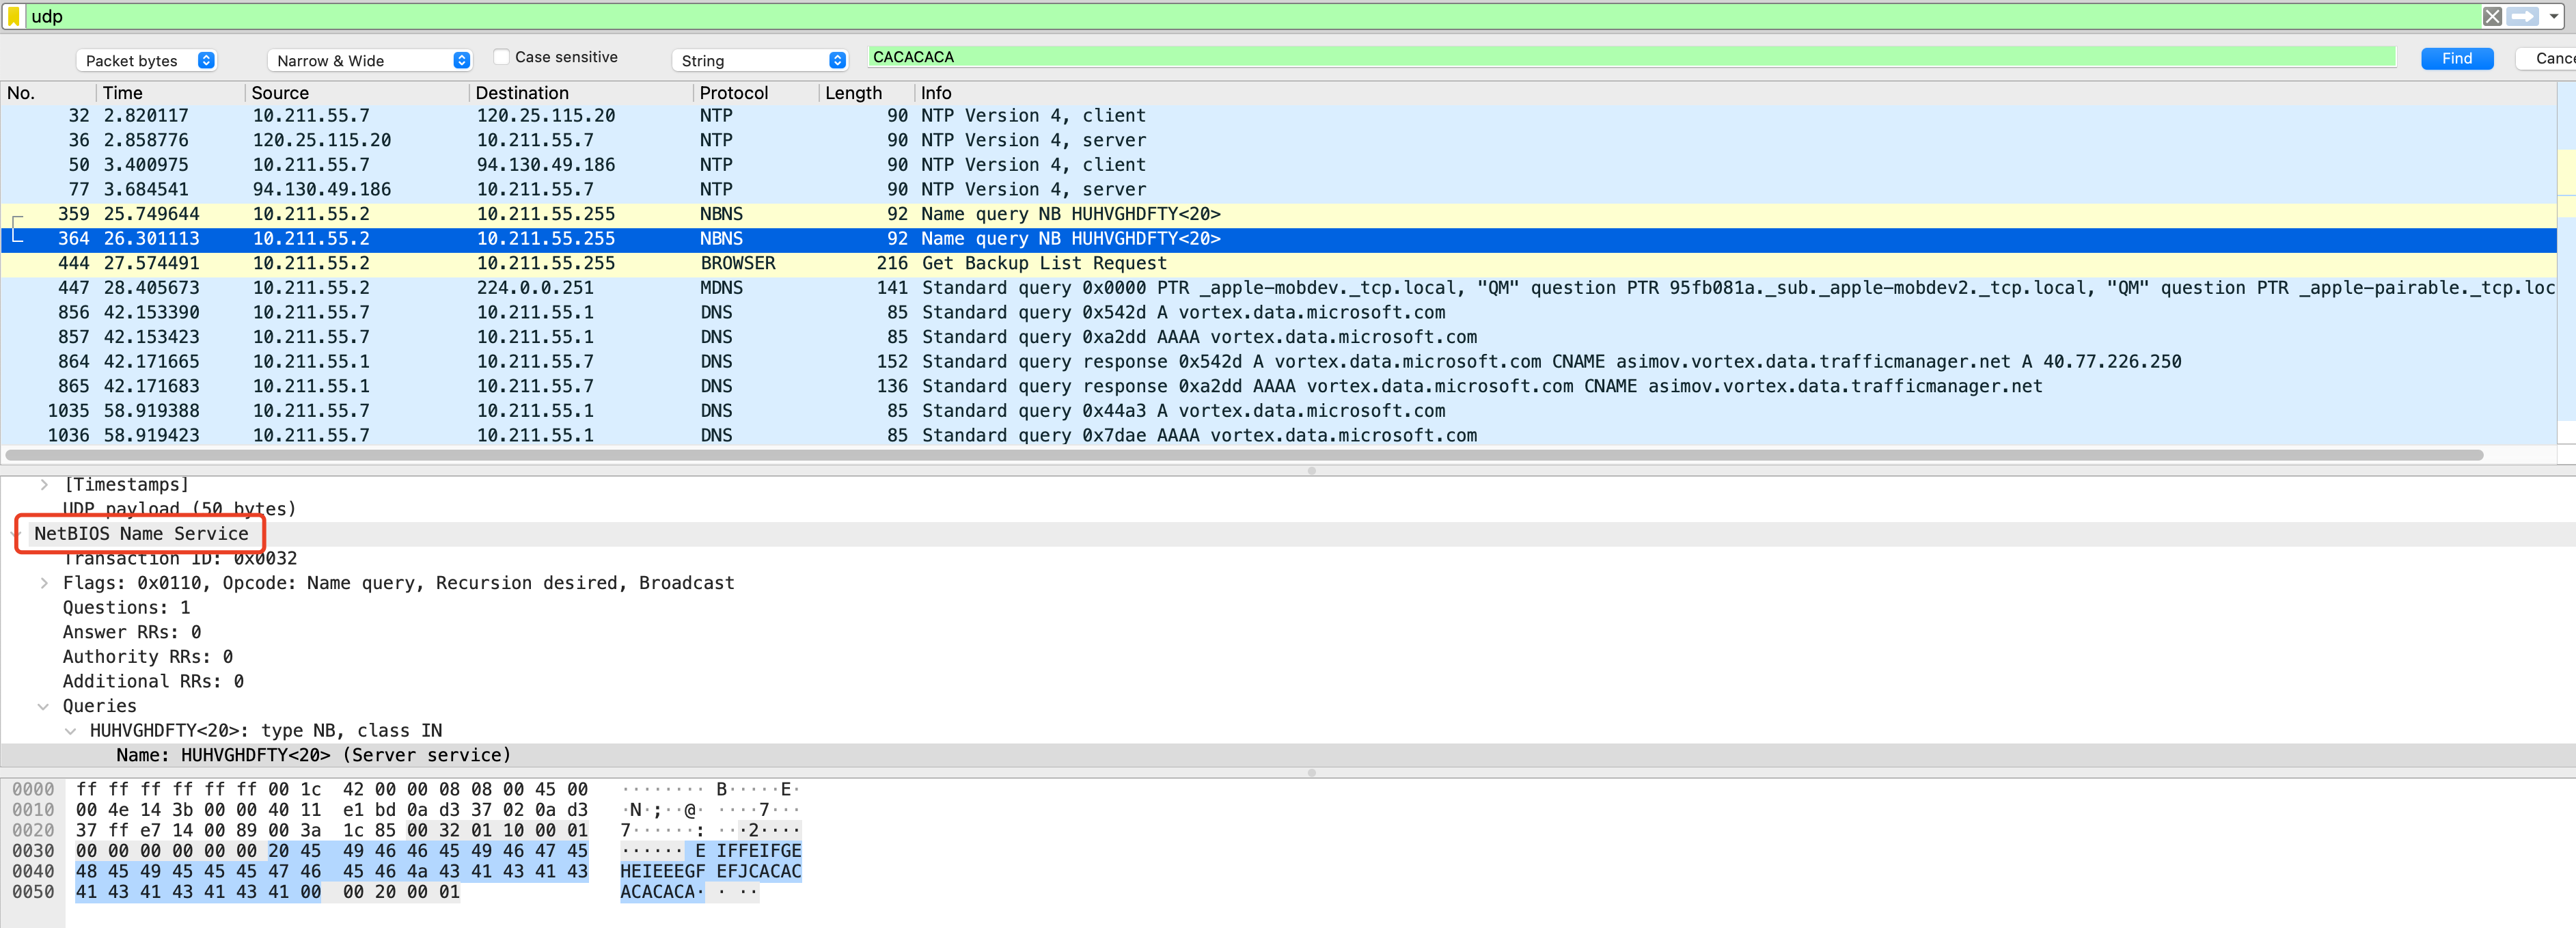 udp
Packet bytes Narrow & Wide Case sensitive String CACACACA Find Cance
No. Time Source Destination Protocol Length Info
32 2.820117 10.211.55.7 120.25.115.20 NTP 90 NTP Version 4, client
36 2.858776 120.25.115.20 10.211.55.7 NTP 90 NTP Version 4, server
50 3.400975 10.211.55.7 94.130.49.186 NTP 90 NTP Version 4, client
77 3.684541 94.130.49.186 10.211.55.7 NTP 90 NTP Version 4, server
359 25.749644 10.211.55.2 10.211.55.255 NBNS 92 Name query NB HUHVGHDFTY<20>
364 26.301113 10.211.55.2 10.211.55.255 NBNS 92 Name query NB HUHVGHDFTY<20>
444 27.574491 10.211.55.2 10.211.55.255 BROWSER 216 Get Backup List Request
447 28.405673 10.211.55.2 224.0.0.251 MDNS 141 Standard query 0x0000 PTR _apple-mobdev._tcp.local, "QM" question PTR 95fb081a._sub._apple-mobdev2._tcp.local, "QM" question PTR _apple-pairable._tcp.loc
856 42.153390 10.211.55.7 10.211.55.1 DNS 85 Standard query 0x542d A vortex.data.microsoft.com
857 42.153423 10.211.55.7 10.211.55.1 DNS 85 Standard query 0xa2dd AAAA vortex.data.microsoft.com
864 42.171665 10.211.55.1 10.211.55.7 DNS 152 Standard query response 0x542d A vortex.data.microsoft.com CNAME asimov.vortex.data.trafficmanager.net A 40.77.226.250
865 42.171683 10.211.55.1 10.211.55.7 DNS 136 Standard query response 0xa2dd AAAA vortex.data.microsoft.com CNAME asimov.vortex.data.trafficmanager.net
1035 58.919388 10.211.55.7 10.211.55.1 DNS 85 Standard query 0x44a3 A vortex.data.microsoft.com
1036 58.919423 10.211.55.7 10.211.55.1 DNS 85 Standard query 0x7dae AAAA vortex.data.microsoft.com
[Timestamps]
UDP payload (50 bytes)
NetBIOS Name Service
Transaction ID: 0x0032
Flags: 0x0110, Opcode: Name query, Recursion desired, Broadcast
Questions: 1
Answer RRs: 0
Authority RRs: 0
Additional RRs: 0
Queries
HUHVGHDFTY<20>: type NB, class IN
Name: HUHVGHDFTY<20> (Server service)
0000 ff ff ff ff ff ff 00 1c 42 00 00 08 08 00 45 00 ········ B·····E·
0010 00 4e 14 3b 00 00 40 11 e1 bd 0a d3 37 02 0a d3 ·N·;··@· ····7···
0020 37 ff e7 14 00 89 00 3a 1c 85 00 32 01 10 00 01 7······: ···2····
0030 00 00 00 00 00 00 20 45 49 46 46 45 49 46 47 45 ······ E IFFEIFGE
0040 48 45 49 45 45 45 47 46 45 46 4a 43 41 43 41 43 HEIEEEGF EFJCACAC
0050 41 43 41 43 41 43 41 00 00 20 00 01 ACACACA· · ··